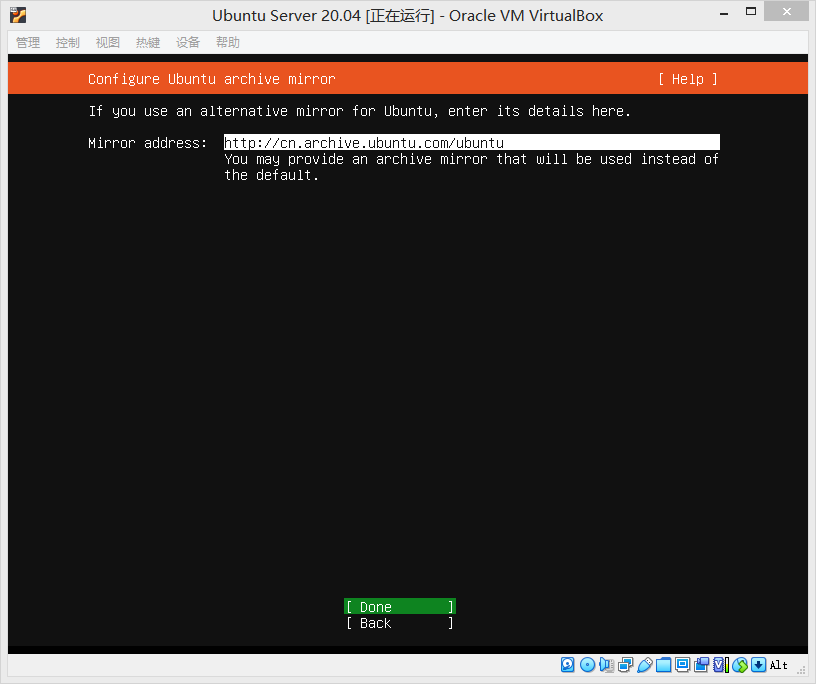 Ubuntu Server 20.04 [正在运行] - Oracle VM VirtualBox
管理 控制 视图 热键 设备 帮助
Configure Ubuntu archive mirror [ Help ]
If you use an alternative mirror for Ubuntu, enter its details here.
Mirror address: http://cn.archive.ubuntu.com/ubuntu
You may provide an archive mirror that will be used instead of
the default.
[ Done ]
[ Back ]
Alt